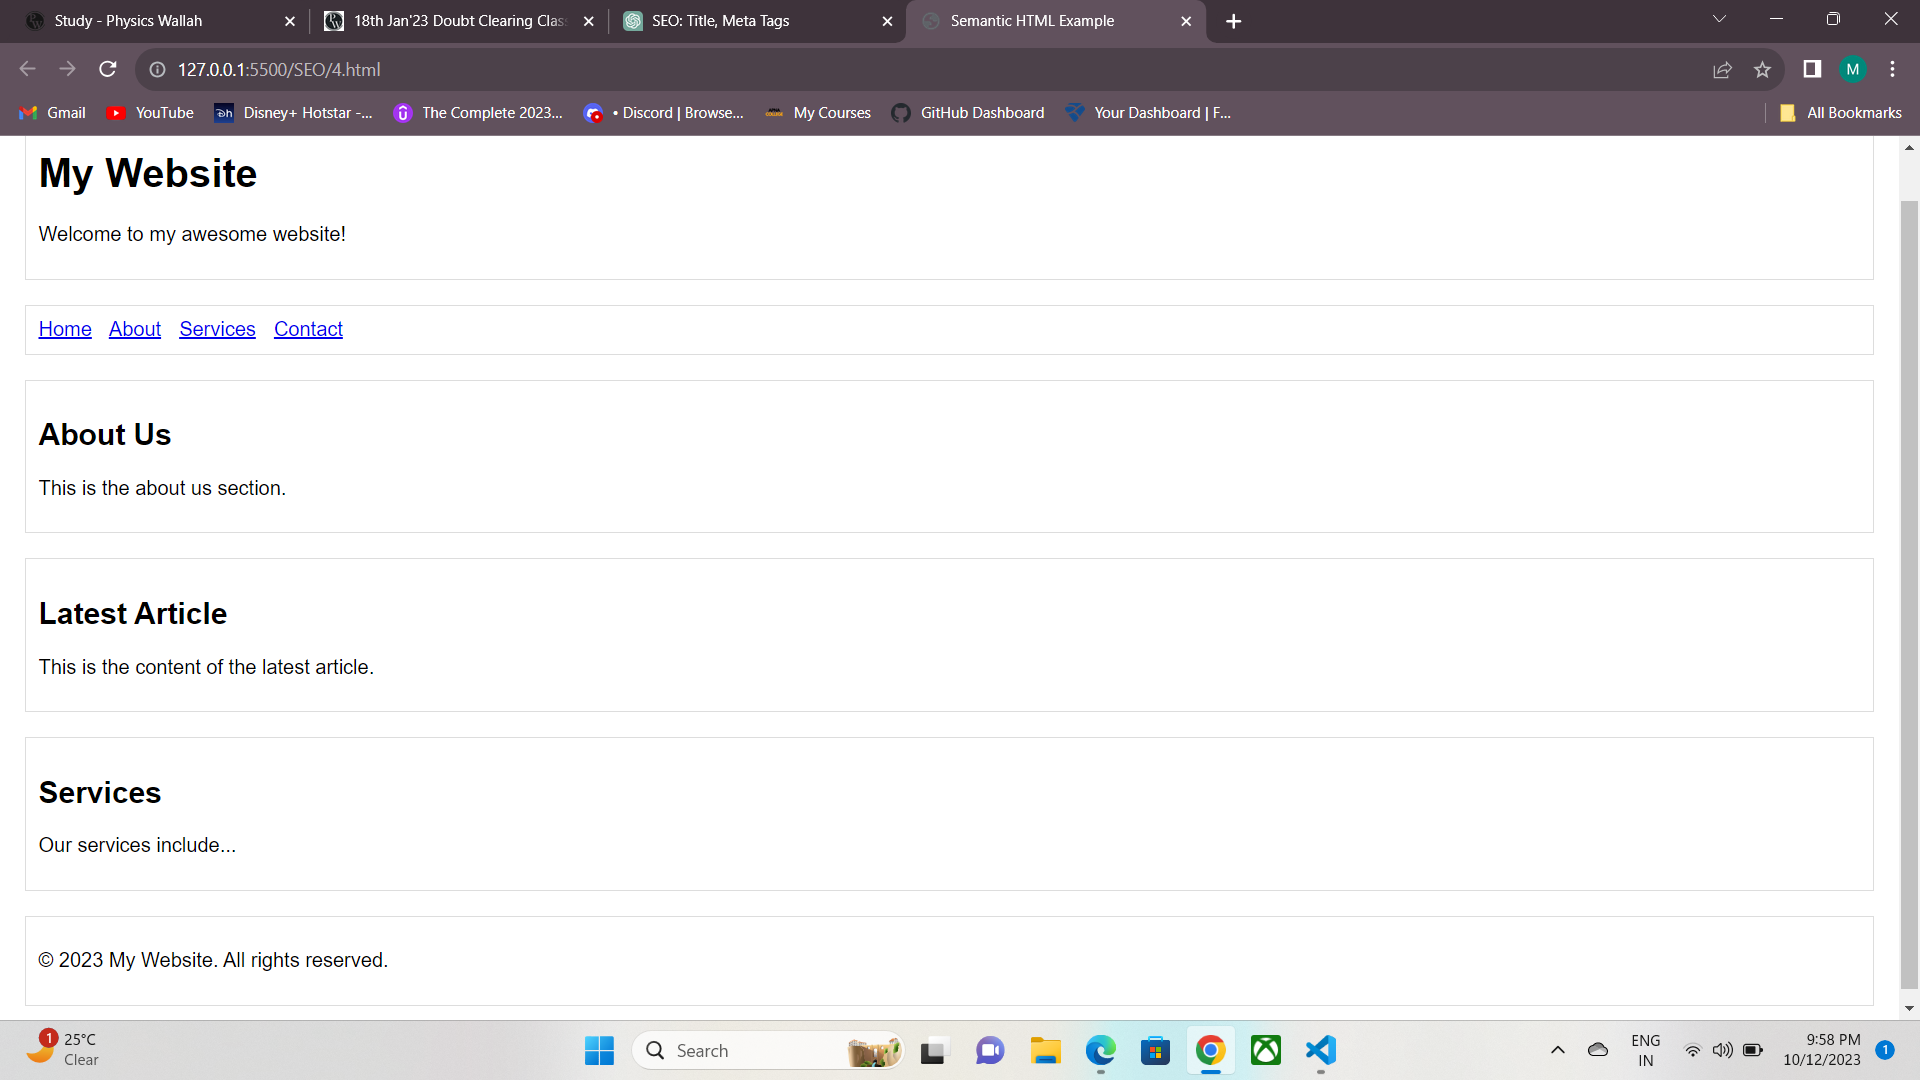 Study - Physics Wallah
18th Jan'23 Doubt Clearing Clas
SEO: Title, Meta Tags
Semantic HTML Example
127.0.0.1:5500/SEO/4.html
M
Gmail
YouTube
Disney+ Hotstar -...
The Complete 2023...
• Discord | Browse...
My Courses
GitHub Dashboard
Your Dashboard | F...
All Bookmarks
My Website
Welcome to my awesome website!
Home About Services Contact
About Us
This is the about us section.
Latest Article
This is the content of the latest article.
Services
Our services include...
© 2023 My Website. All rights reserved.
1
25°C
Clear
Search
ENG
IN
9:58 PM
10/12/2023
1